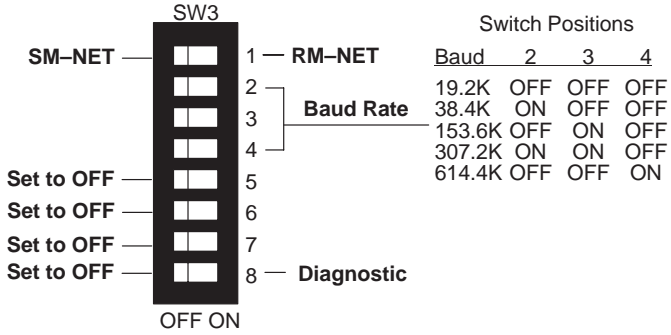 SW3
SM–NET
1
RM–NET
2
3
4
Baud Rate
Set to OFF
5
Set to OFF
6
Set to OFF
7
Set to OFF
8
Diagnostic
OFF ON
Switch Positions
Baud 2 3 4
19.2K OFF OFF OFF
38.4K ON OFF OFF
153.6K OFF ON OFF
307.2K ON ON OFF
614.4K OFF OFF ON